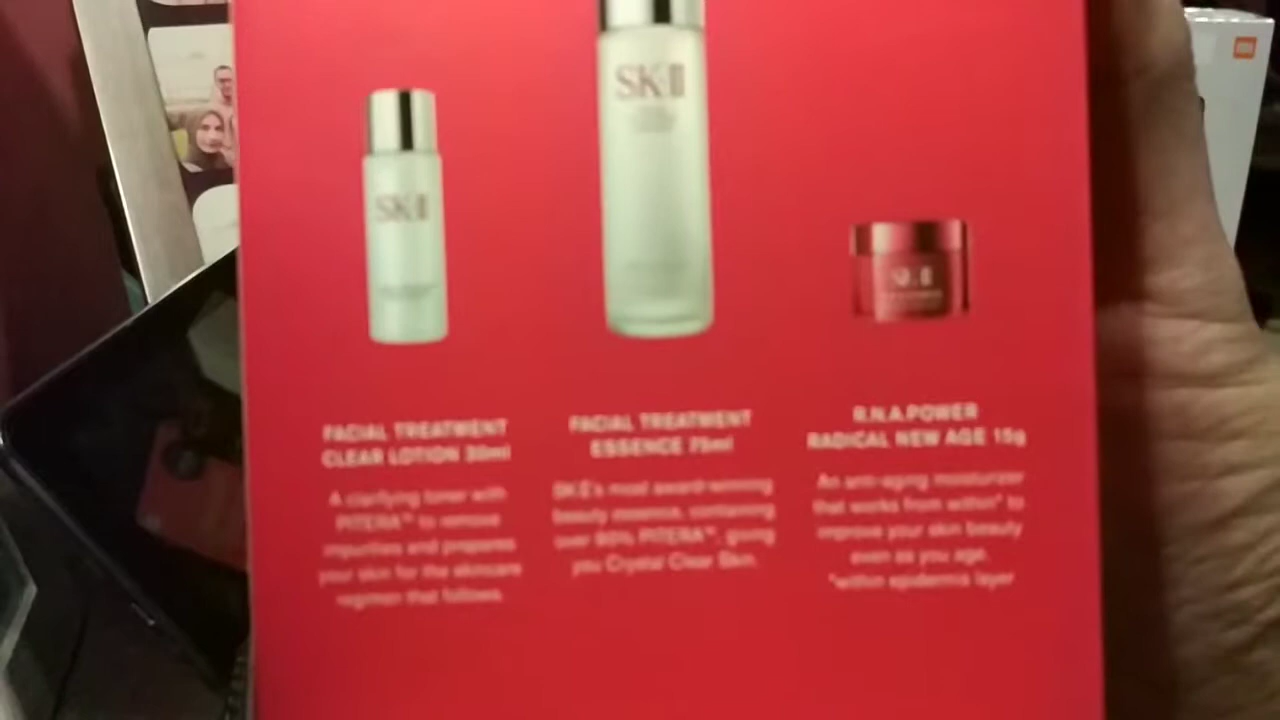 SK-II
SK-II
FACIAL TREATMENT
CLEAR LOTION 30ml
A clarifying toner with
PITERA™ to remove
impurities and prepares
your skin for the skincare
regimen that follows.
FACIAL TREATMENT
ESSENCE 75ml
SK-II's most award-winning
beauty essence, containing
over 90% PITERA™, giving
you Crystal Clear Skin.
R.N.A.POWER
RADICAL NEW AGE 15g
An anti-aging moisturizer
that works from within* to
improve your skin beauty
even as you age.
*within epidermis layer